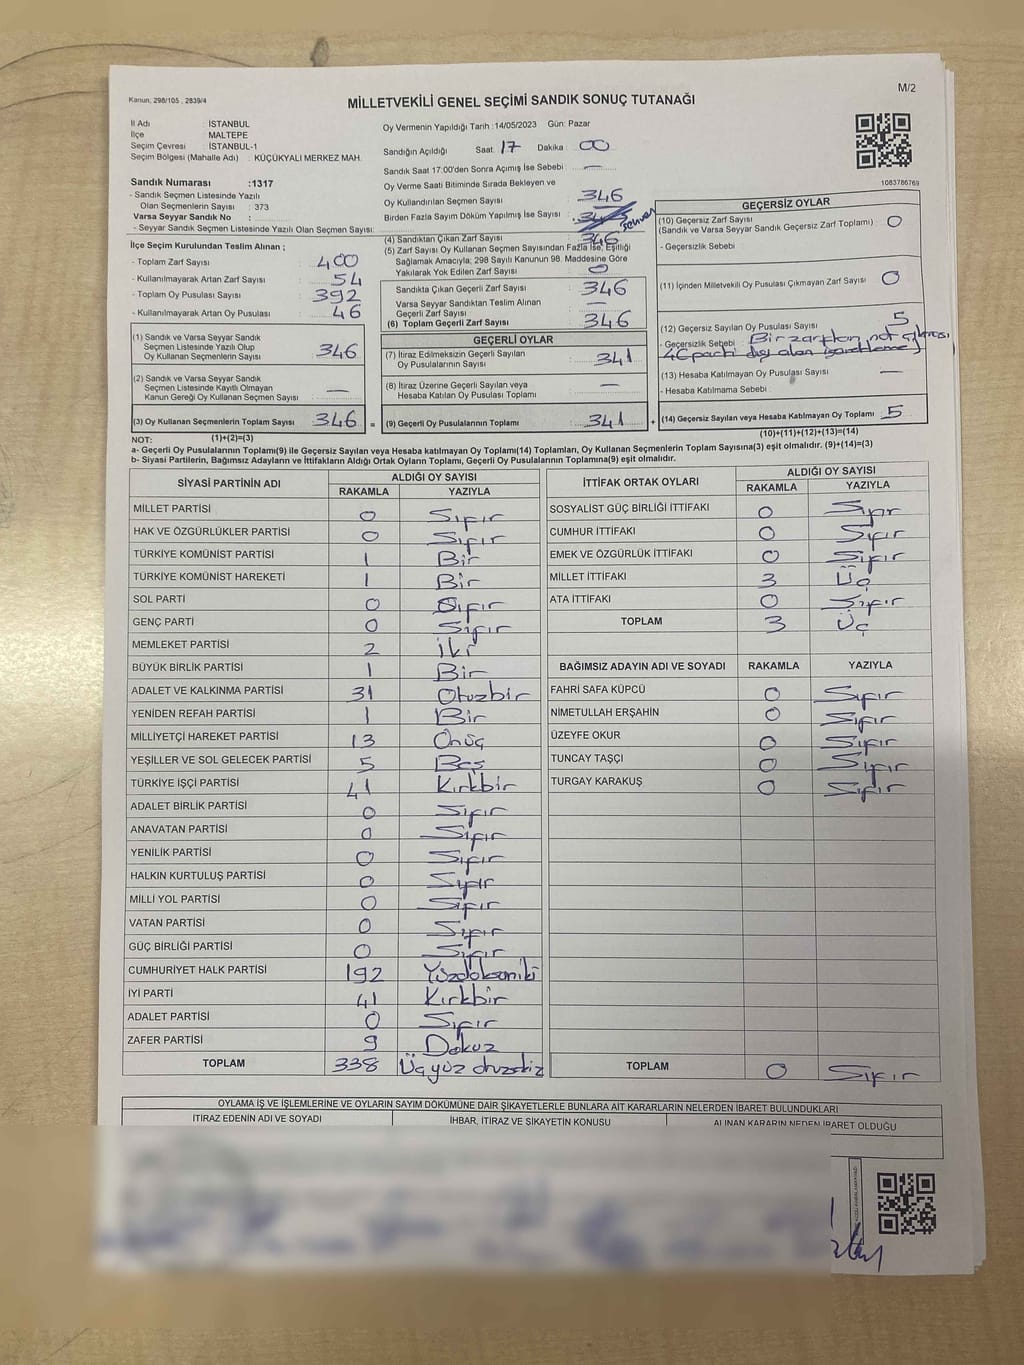 Kanun, 298/105 , 2839/4
M/2
MİLLETVEKİLİ GENEL SEÇİMİ SANDIK SONUÇ TUTANAĞI
İl Adı : İSTANBUL
İlçe MALTEPE
Seçim Çevresi : İSTANBUL-1
Seçim Bölgesi (Mahalle Adı) : KÜÇÜKYALI MERKEZ MAH.
Sandık Numarası :1317
- Sandık Seçmen Listesinde Yazılı
Olan Seçmenlerin Sayısı : 373
Varsa Seyyar Sandık No :
- Seyyar Sandık Seçmen Listesinde Yazılı Olan Seçmen Sayısı:
İlçe Seçim Kurulundan Teslim Alınan ;
- Toplam Zarf Sayısı : 400
- Kullanılmayarak Artan Zarf Sayısı : 54
- Toplam Oy Pusulası Sayısı : 392
- Kullanılmayarak Artan Oy Pusulası : 46
(1) Sandık ve Varsa Seyyar Sandık
Seçmen Listesinde Yazılı Olup
Oy Kullanan Seçmenlerin Sayısı : 346
(2) Sandık ve Varsa Seyyar Sandık
Seçmen Listesinde Kayıtlı Olmayan
Kanun Gereği Oy Kullanan Seçmen Sayısı : —
(3) Oy Kullanan Seçmenlerin Toplam Sayısı : 346 =
Oy Vermenin Yapıldığı Tarih :14/05/2023 Gün: Pazar
Sandığın Açıldığı Saat 17 Dakika 00
Sandık Saat 17:00'den Sonra Açımış İse Sebebi : —
Oy Verme Saati Bitiminde Sırada Bekleyen ve
Oy Kullandırılan Seçmen Sayısı : 346
Birden Fazla Sayım Döküm Yapılmış İse Sayısı
(4) Sandıktan Çıkan Zarf Sayısı : 346
(5) Zarf Sayısı Oy Kullanan Seçmen Sayısından Fazla İse, Eşitliği
Sağlamak Amacıyla; 298 Sayılı Kanunun 98. Maddesine Göre
Yakılarak Yok Edilen Zarf Sayısı : 0
Sandıkta Çıkan Geçerli Zarf Sayısı : 346
Varsa Seyyar Sandıktan Teslim Alınan
Geçerli Zarf Sayısı : —
(6) Toplam Geçerli Zarf Sayısı : 346
GEÇERLİ OYLAR
(7) İtiraz Edilmeksizin Geçerli Sayılan
Oy Pusulalarının Sayısı : 341
(8) İtiraz Üzerine Geçerli Sayılan veya
Hesaba Katılan Oy Pusulası Toplamı : —
(9) Geçerli Oy Pusulalarının Toplamı : 341 +
1083786769
GEÇERSİZ OYLAR
(10) Geçersiz Zarf Sayısı
(Sandık ve Varsa Seyyar Sandık Geçersiz Zarf Toplamı) : 0
- Geçersizlik Sebebi :
(11) İçinden Milletvekili Oy Pusulası Çıkmayan Zarf Sayısı : 0
(12) Geçersiz Sayılan Oy Pusulası Sayısı : 5
- Geçersizlik Sebebi : Bir zarftan not çıkması
(13) Hesaba Katılmayan Oy Pusulası Sayısı : —
- Hesaba Katılmama Sebebi :
(14) Geçersiz Sayılan veya Hesaba Katılmayan Oy Toplamı : 5
NOT: (1)+(2)=(3)
(10)+(11)+(12)+(13)=(14)
a- Geçerli Oy Pusulalarının Toplamı(9) ile Geçersiz Sayılan veya Hesaba katılmayan Oy Toplamı(14) Toplamları, Oy Kullanan Seçmenlerin Toplam Sayısına(3) eşit olmalıdır. (9)+(14)=(3)
b- Siyasi Partilerin, Bağımsız Adayların ve İttifakların Aldığı Ortak Oyların Toplamı, Geçerli Oy Pusulalarının Toplamına(9) eşit olmalıdır.
SİYASİ PARTİNİN ADI ALDIĞI OY SAYISI
RAKAMLA YAZIYLA
MİLLET PARTİSİ 0 Sıfır
HAK VE ÖZGÜRLÜKLER PARTİSİ 0 Sıfır
TÜRKİYE KOMÜNİST PARTİSİ 1 Bir
TÜRKİYE KOMÜNİST HAREKETİ 1 Bir
SOL PARTİ 0 Sıfır
GENÇ PARTİ 0 Sıfır
MEMLEKET PARTİSİ 2 İki
BÜYÜK BİRLİK PARTİSİ 1 Bir
ADALET VE KALKINMA PARTİSİ 31 Otuzbir
YENİDEN REFAH PARTİSİ 1 Bir
MİLLİYETÇİ HAREKET PARTİSİ 13 Onüç
YEŞİLLER VE SOL GELECEK PARTİSİ 5 Beş
TÜRKİYE İŞÇİ PARTİSİ 41 Kırkbir
ADALET BİRLİK PARTİSİ 0 Sıfır
ANAVATAN PARTİSİ 0 Sıfır
YENİLİK PARTİSİ 0 Sıfır
HALKIN KURTULUŞ PARTİSİ 0 Sıfır
MİLLİ YOL PARTİSİ 0 Sıfır
VATAN PARTİSİ 0 Sıfır
GÜÇ BİRLİĞİ PARTİSİ 0 Sıfır
CUMHURİYET HALK PARTİSİ 192 Yüzdoksaniki
İYİ PARTİ 41 Kırkbir
ADALET PARTİSİ 0 Sıfır
ZAFER PARTİSİ 9 Dokuz
TOPLAM 338
İTTİFAK ORTAK OYLARI ALDIĞI OY SAYISI
RAKAMLA YAZIYLA
SOSYALİST GÜÇ BİRLİĞİ İTTİFAKI 0 Sıfır
CUMHUR İTTİFAKI 0 Sıfır
EMEK VE ÖZGÜRLÜK İTTİFAKI 0 Sıfır
MİLLET İTTİFAKI 3 Üç
ATA İTTİFAKI 0 Sıfır
TOPLAM 3 Üç
BAĞIMSIZ ADAYIN ADI VE SOYADI RAKAMLA YAZIYLA
FAHRİ SAFA KÜPCÜ 0 Sıfır
NİMETULLAH ERŞAHİN 0 Sıfır
ÜZEYFE OKUR 0 Sıfır
TUNCAY TAŞÇI 0 Sıfır
TURGAY KARAKUŞ 0 Sıfır
TOPLAM 0 Sıfır
OYLAMA İŞ VE İŞLEMLERİNE VE OYLARIN SAYIM DÖKÜMÜNE DAİR ŞİKAYETLERLE BUNLARA AİT KARARLARIN NELERDEN İBARET BULUNDUKLARI
İTİRAZ EDENİN ADI VE SOYADI İHBAR, İTİRAZ VE ŞİKAYETİN KONUSU ALINAN KARARIN NEDEN İBARET OLDUĞU